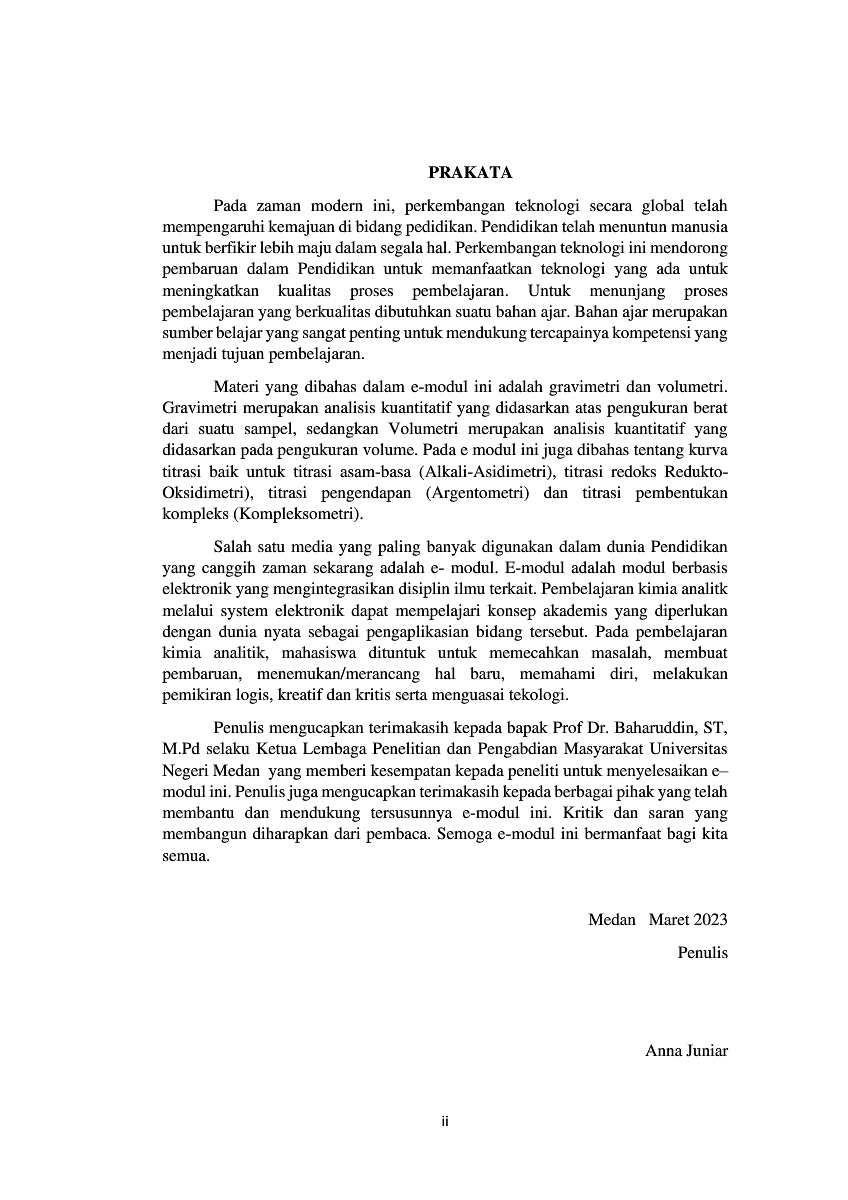 PRAKATA
Pada zaman modern ini, perkembangan teknologi secara global telah
mempengaruhi kemajuan di bidang pedidikan. Pendidikan telah menuntun manusia
untuk berfikir lebih maju dalam segala hal. Perkembangan teknologi ini mendorong
pembaruan dalam Pendidikan untuk memanfaatkan teknologi yang ada untuk
meningkatkan kualitas proses pembelajaran. Untuk menunjang proses
pembelajaran yang berkualitas dibutuhkan suatu bahan ajar. Bahan ajar merupakan
sumber belajar yang sangat penting untuk mendukung tercapainya kompetensi yang
menjadi tujuan pembelajaran.
Materi yang dibahas dalam e-modul ini adalah gravimetri dan volumetri.
Gravimetri merupakan analisis kuantitatif yang didasarkan atas pengukuran berat
dari suatu sampel, sedangkan Volumetri merupakan analisis kuantitatif yang
didasarkan pada pengukuran volume. Pada e modul ini juga dibahas tentang kurva
titrasi baik untuk titrasi asam-basa (Alkali-Asidimetri), titrasi redoks Redukto-
Oksidimetri), titrasi pengendapan (Argentometri) dan titrasi pembentukan
kompleks (Kompleksometri).
Salah satu media yang paling banyak digunakan dalam dunia Pendidikan
yang canggih zaman sekarang adalah e- modul. E-modul adalah modul berbasis
elektronik yang mengintegrasikan disiplin ilmu terkait. Pembelajaran kimia analitk
melalui system elektronik dapat mempelajari konsep akademis yang diperlukan
dengan dunia nyata sebagai pengaplikasian bidang tersebut. Pada pembelajaran
kimia analitik, mahasiswa dituntut untuk memecahkan masalah, membuat
pembaruan, menemukan/merancang hal baru, memahami diri, melakukan
pemikiran logis, kreatif dan kritis serta menguasai tekologi.
Penulis mengucapkan terimakasih kepada bapak Prof Dr. Baharuddin, ST,
M.Pd selaku Ketua Lembaga Penelitian dan Pengabdian Masyarakat Universitas
Negeri Medan  yang memberi kesempatan kepada peneliti untuk menyelesaikan e–
modul ini. Penulis juga mengucapkan terimakasih kepada berbagai pihak yang telah
membantu dan mendukung tersusunnya e-modul ini. Kritik dan saran yang
membangun diharapkan dari pembaca. Semoga e-modul ini bermanfaat bagi kita
semua.
Medan   Maret 2023
Penulis
Anna Juniar
ii